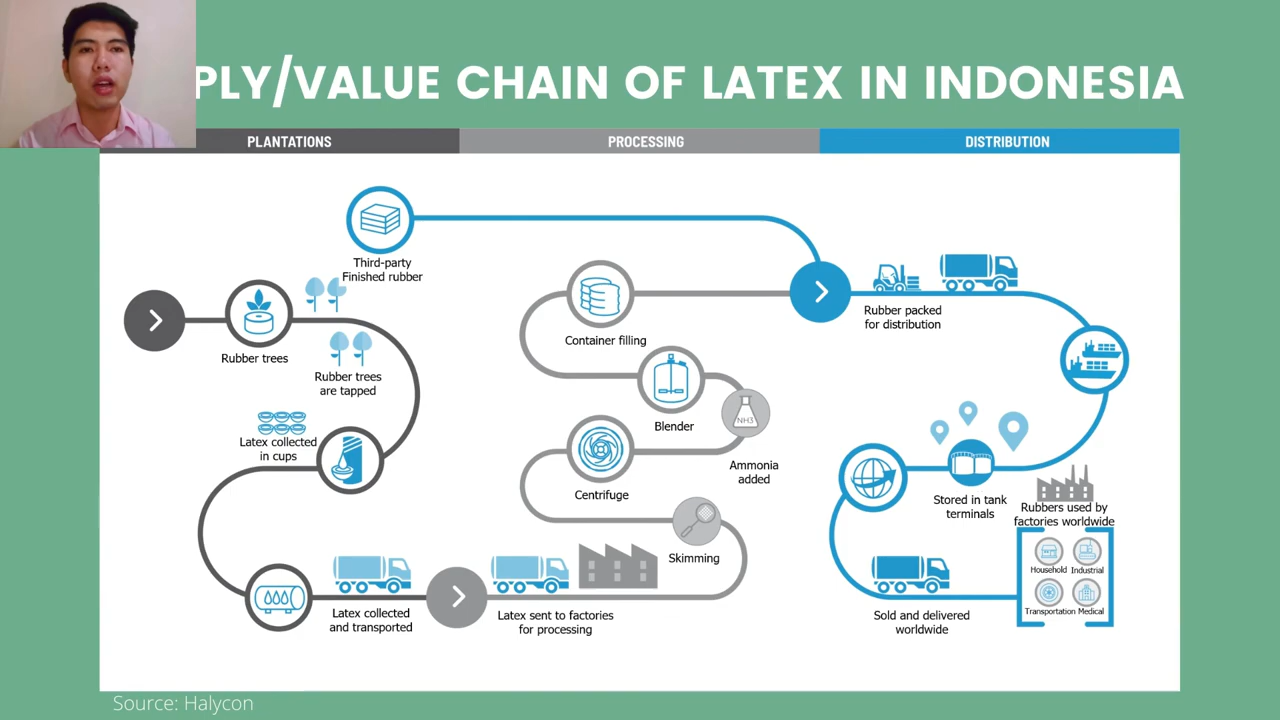 PLY/VALUE CHAIN OF LATEX IN INDONESIA
PLANTATIONS
PROCESSING
DISTRIBUTION
Third-party
Finished rubber
Rubber trees
Rubber trees
are tapped
Latex collected
in cups
Latex collected
and transported
Latex sent to factories
for processing
Skimming
Centrifuge
Ammonia
added
NH3
Blender
Container filling
Rubber packed
for distribution
Stored in tank
terminals
Sold and delivered
worldwide
Rubbers used by
factories worldwide
Household
Industrial
Transportation
Medical
Source: Halycon